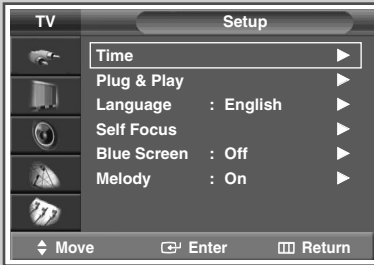 TV Setup
Time
Plug & Play
Language : English
Self Focus
Blue Screen : Off
Melody : On
Move Enter Return